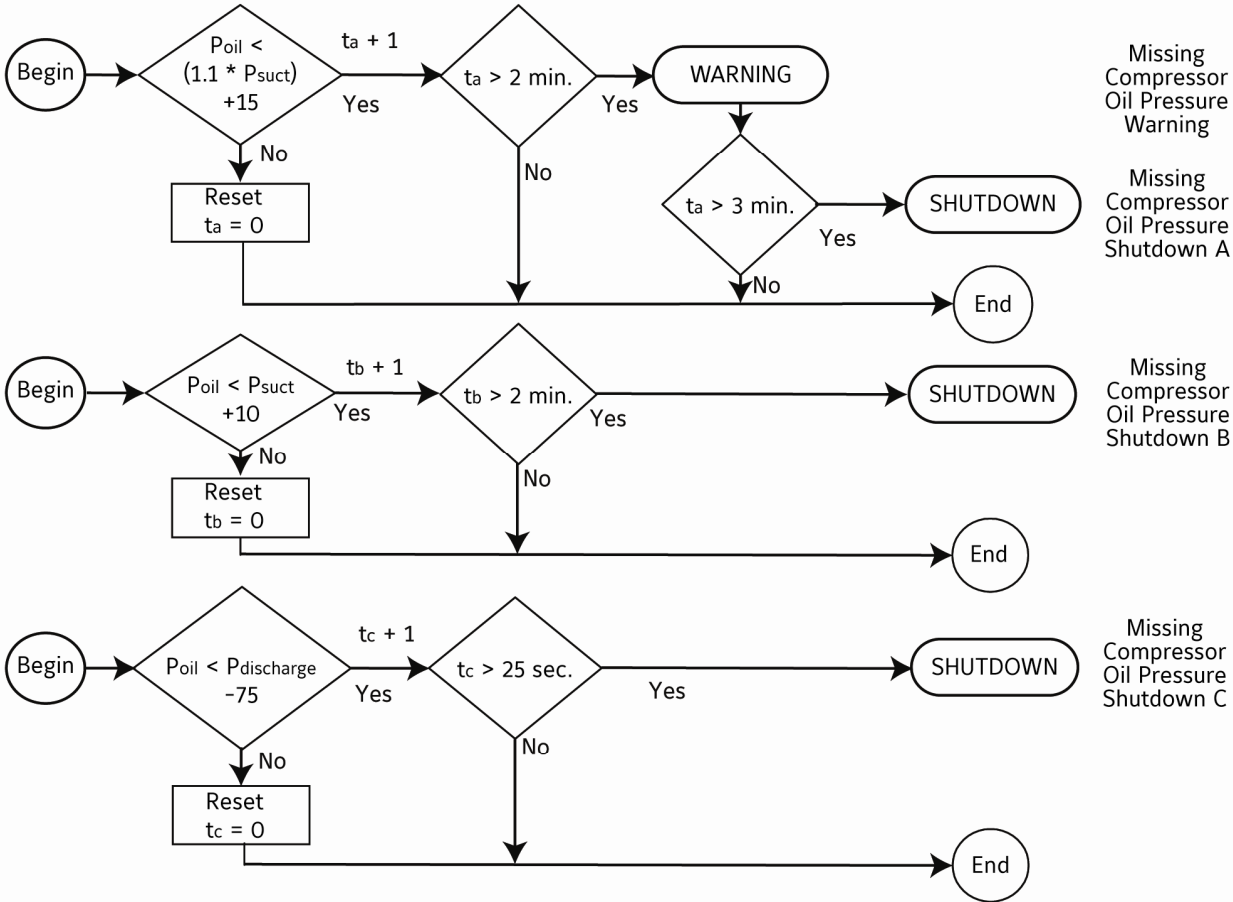 Begin
Poil <
(1.1 * Psuct)
+15
ta + 1
Yes
ta > 2 min.
Yes
WARNING
Missing
Compressor
Oil Pressure
Warning
No
Reset
ta = 0
No
ta > 3 min.
Yes
SHUTDOWN
Missing
Compressor
Oil Pressure
Shutdown A
No
End
Begin
Poil < Psuct
+10
tb + 1
Yes
tb > 2 min.
Yes
SHUTDOWN
Missing
Compressor
Oil Pressure
Shutdown B
No
Reset
tb = 0
No
End
Begin
Poil < Pdischarge
-75
tc + 1
Yes
tc > 25 sec.
Yes
SHUTDOWN
Missing
Compressor
Oil Pressure
Shutdown C
No
Reset
tc = 0
No
End